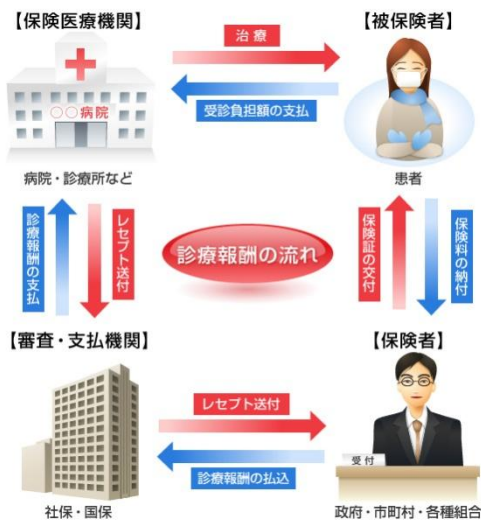 【保険医療機関】
治療
【被保険者】
受診負担額の支払
○○病院
病院・診療所など
患者
診療報酬の支払
レセプト送付
診療報酬の流れ
保険証の交付
保険料の納付
【審査・支払機関】
【保険者】
レセプト送付
診療報酬の払込
受付
社保・国保
政府・市町村・各種組合